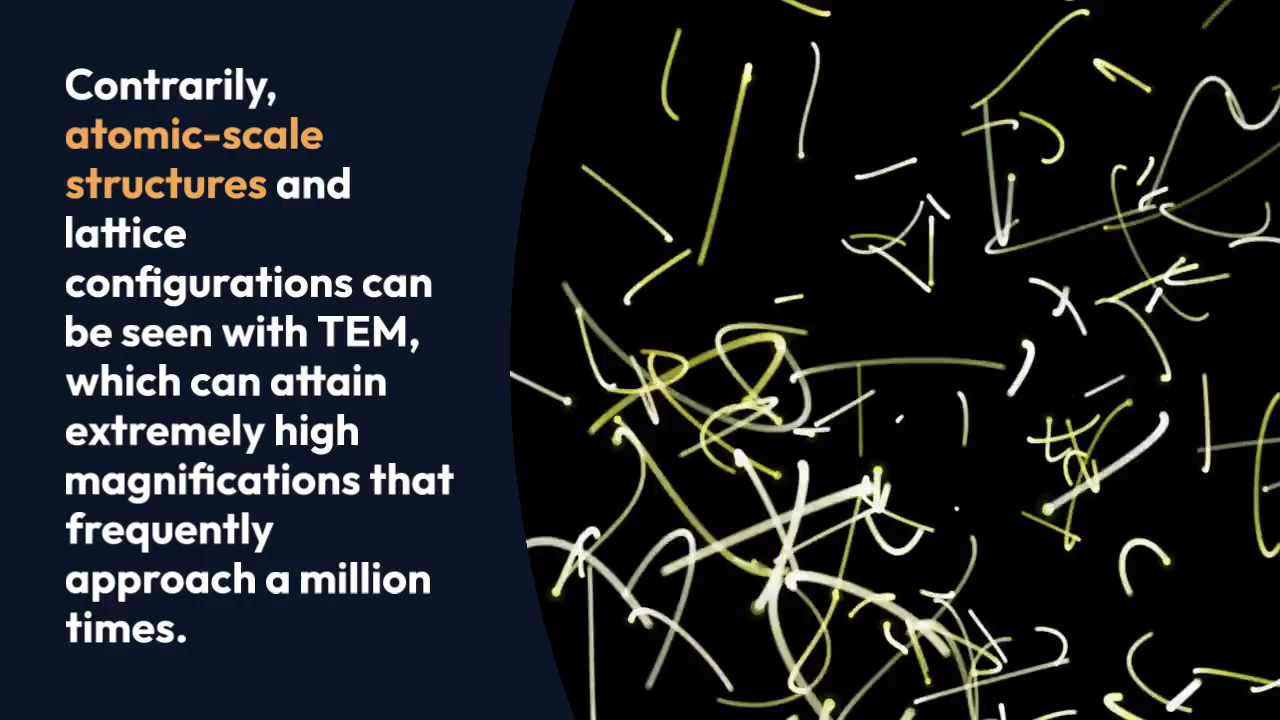 Contrarily,
atomic-scale
structures and
lattice
configurations can
be seen with TEM,
which can attain
extremely high
magnifications that
frequently
approach a million
times.